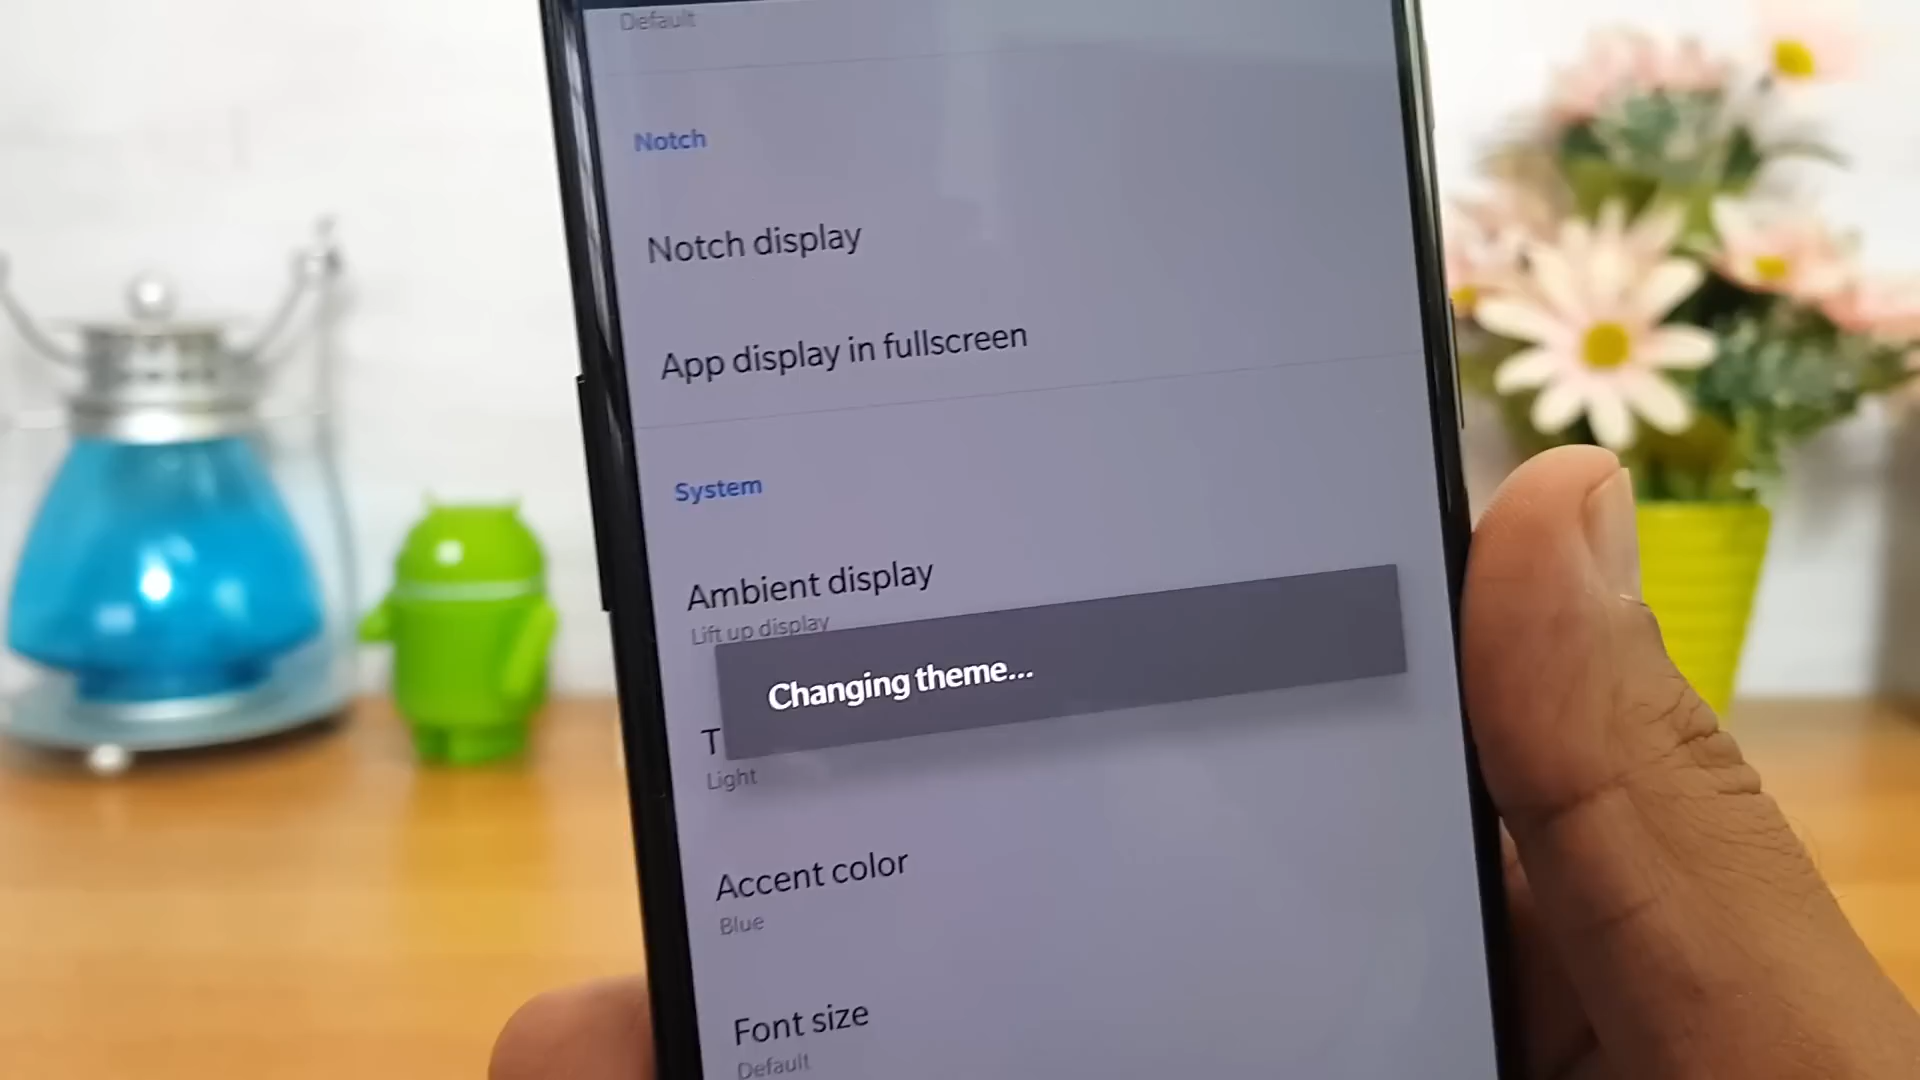 Default
Notch
Notch display
App display in fullscreen
System
Ambient display
Lift up display
Changing theme...
T
Light
Accent color
Blue
Font size
Default